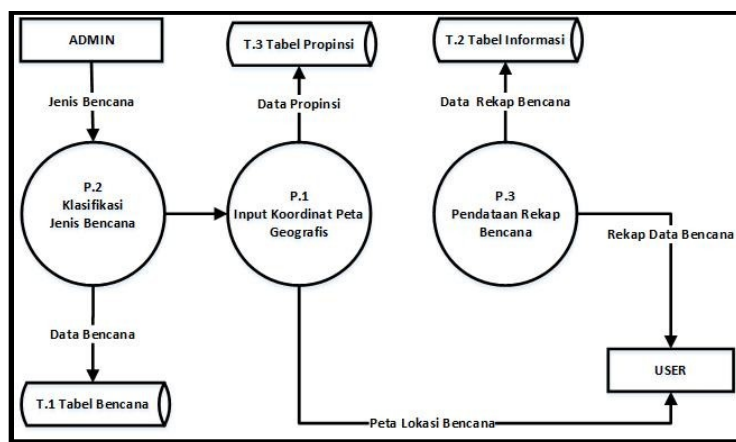 ADMIN
T.3 Tabel Propinsi
T.2 Tabel Informasi
Jenis Bencana
Data Propinsi
Data Rekap Bencana
P.2
Klasifikasi
Jenis Bencana
P.1
Input Koordinat Peta
Geografis
P.3
Pendataan Rekap
Bencana
Rekap Data Bencana
Data Bencana
USER
T.1 Tabel Bencana
Peta Lokasi Bencana